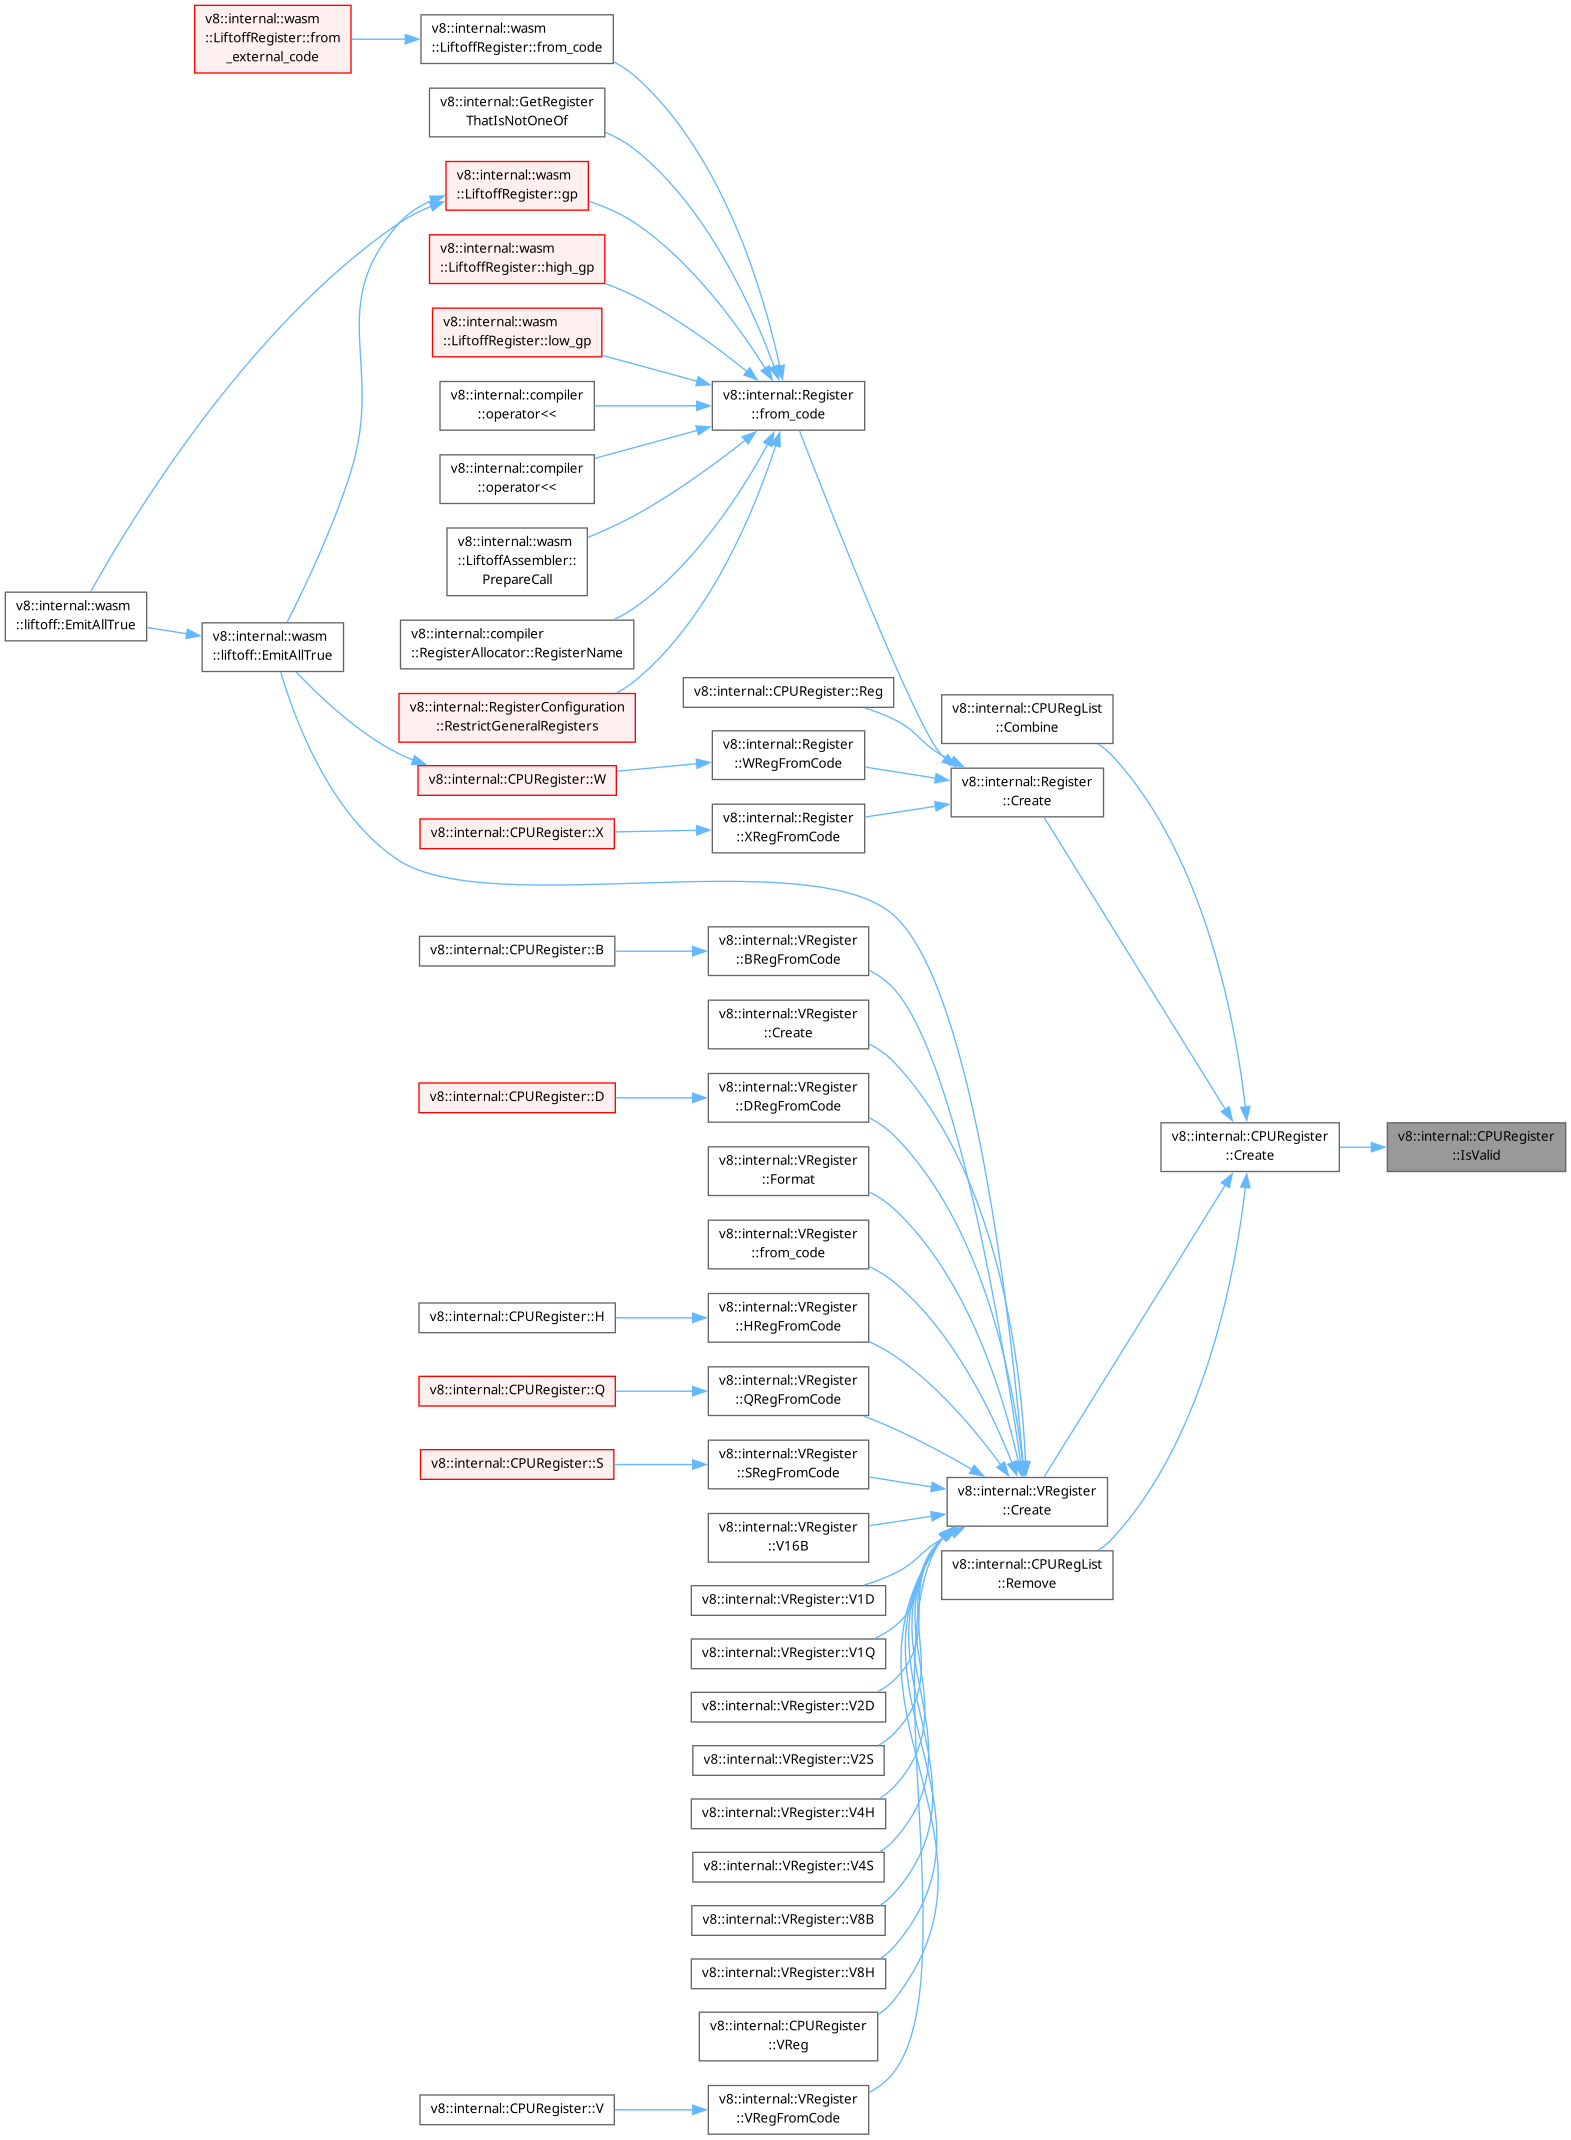 v8::internal::wasm
::LiftoffRegister::from
_external_code
v8::internal::wasm
::LiftoffRegister::from_code
v8::internal::GetRegister
ThatIsNotOneOf
v8::internal::wasm
::LiftoffRegister::gp
v8::internal::wasm
::LiftoffRegister::high_gp
v8::internal::wasm
::LiftoffRegister::low_gp
v8::internal::compiler
::operator<<
v8::internal::Register
::from_code
v8::internal::compiler
::operator<<
v8::internal::wasm
::LiftoffAssembler::
PrepareCall
v8::internal::wasm
::liftoff::EmitAllTrue
v8::internal::wasm
::liftoff::EmitAllTrue
v8::internal::compiler
::RegisterAllocator::RegisterName
v8::internal::RegisterConfiguration
::RestrictGeneralRegisters
v8::internal::CPURegister::Reg
v8::internal::CPURegList
::Combine
v8::internal::CPURegister::W
v8::internal::Register
::WRegFromCode
v8::internal::Register
::Create
v8::internal::CPURegister::X
v8::internal::Register
::XRegFromCode
v8::internal::CPURegister::B
v8::internal::VRegister
::BRegFromCode
v8::internal::VRegister
::Create
v8::internal::CPURegister::D
v8::internal::VRegister
::DRegFromCode
v8::internal::CPURegister
::Create
v8::internal::CPURegister
::IsValid
v8::internal::VRegister
::Format
v8::internal::VRegister
::from_code
v8::internal::CPURegister::H
v8::internal::VRegister
::HRegFromCode
v8::internal::CPURegister::Q
v8::internal::VRegister
::QRegFromCode
v8::internal::CPURegister::S
v8::internal::VRegister
::SRegFromCode
v8::internal::VRegister
::Create
v8::internal::VRegister
::V16B
v8::internal::CPURegList
::Remove
v8::internal::VRegister::V1D
v8::internal::VRegister::V1Q
v8::internal::VRegister::V2D
v8::internal::VRegister::V2S
v8::internal::VRegister::V4H
v8::internal::VRegister::V4S
v8::internal::VRegister::V8B
v8::internal::VRegister::V8H
v8::internal::CPURegister
::VReg
v8::internal::CPURegister::V
v8::internal::VRegister
::VRegFromCode